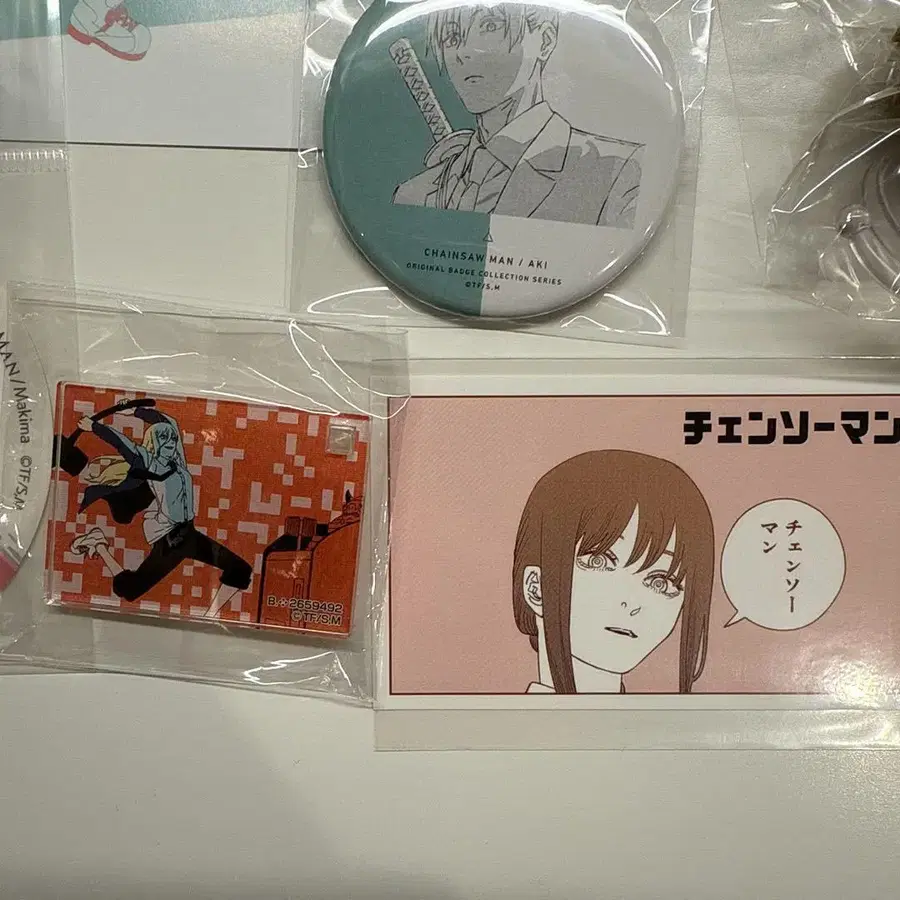 CHAINSAW MAN / AKI
ORIGINAL BADGE COLLECTION SERIES
©TF/S,M
MAN / Makima ©TF/S,M
B-:-2659492
©TF/S,M
チェンソーマン
チェンソー
マン